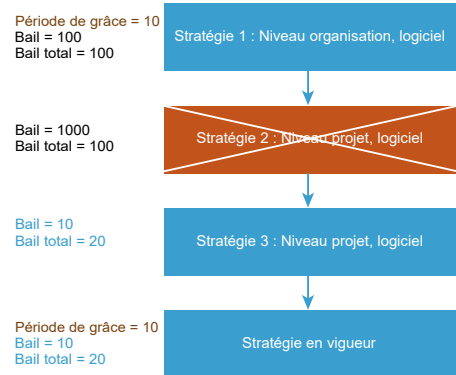 Période de grâce = 10
Bail = 100
Bail total = 100
Stratégie 1 : Niveau organisation, logiciel
Bail = 1000
Bail total = 100
Stratégie 2 : Niveau projet, logiciel
Bail = 10
Bail total = 20
Stratégie 3 : Niveau projet, logiciel
Période de grâce = 10
Bail = 10
Bail total = 20
Stratégie en vigueur